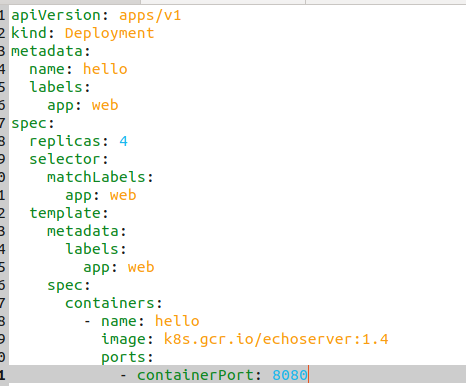 1 apiVersion: apps/v1
2 kind: Deployment
3 metadata:
4   name: hello
5   labels:
6     app: web
7 spec:
8   replicas: 4
9   selector:
0     matchLabels:
1       app: web
2   template:
3     metadata:
4       labels:
5         app: web
6     spec:
7       containers:
8         - name: hello
9           image: k8s.gcr.io/echoserver:1.4
0           ports:
1             - containerPort: 8080